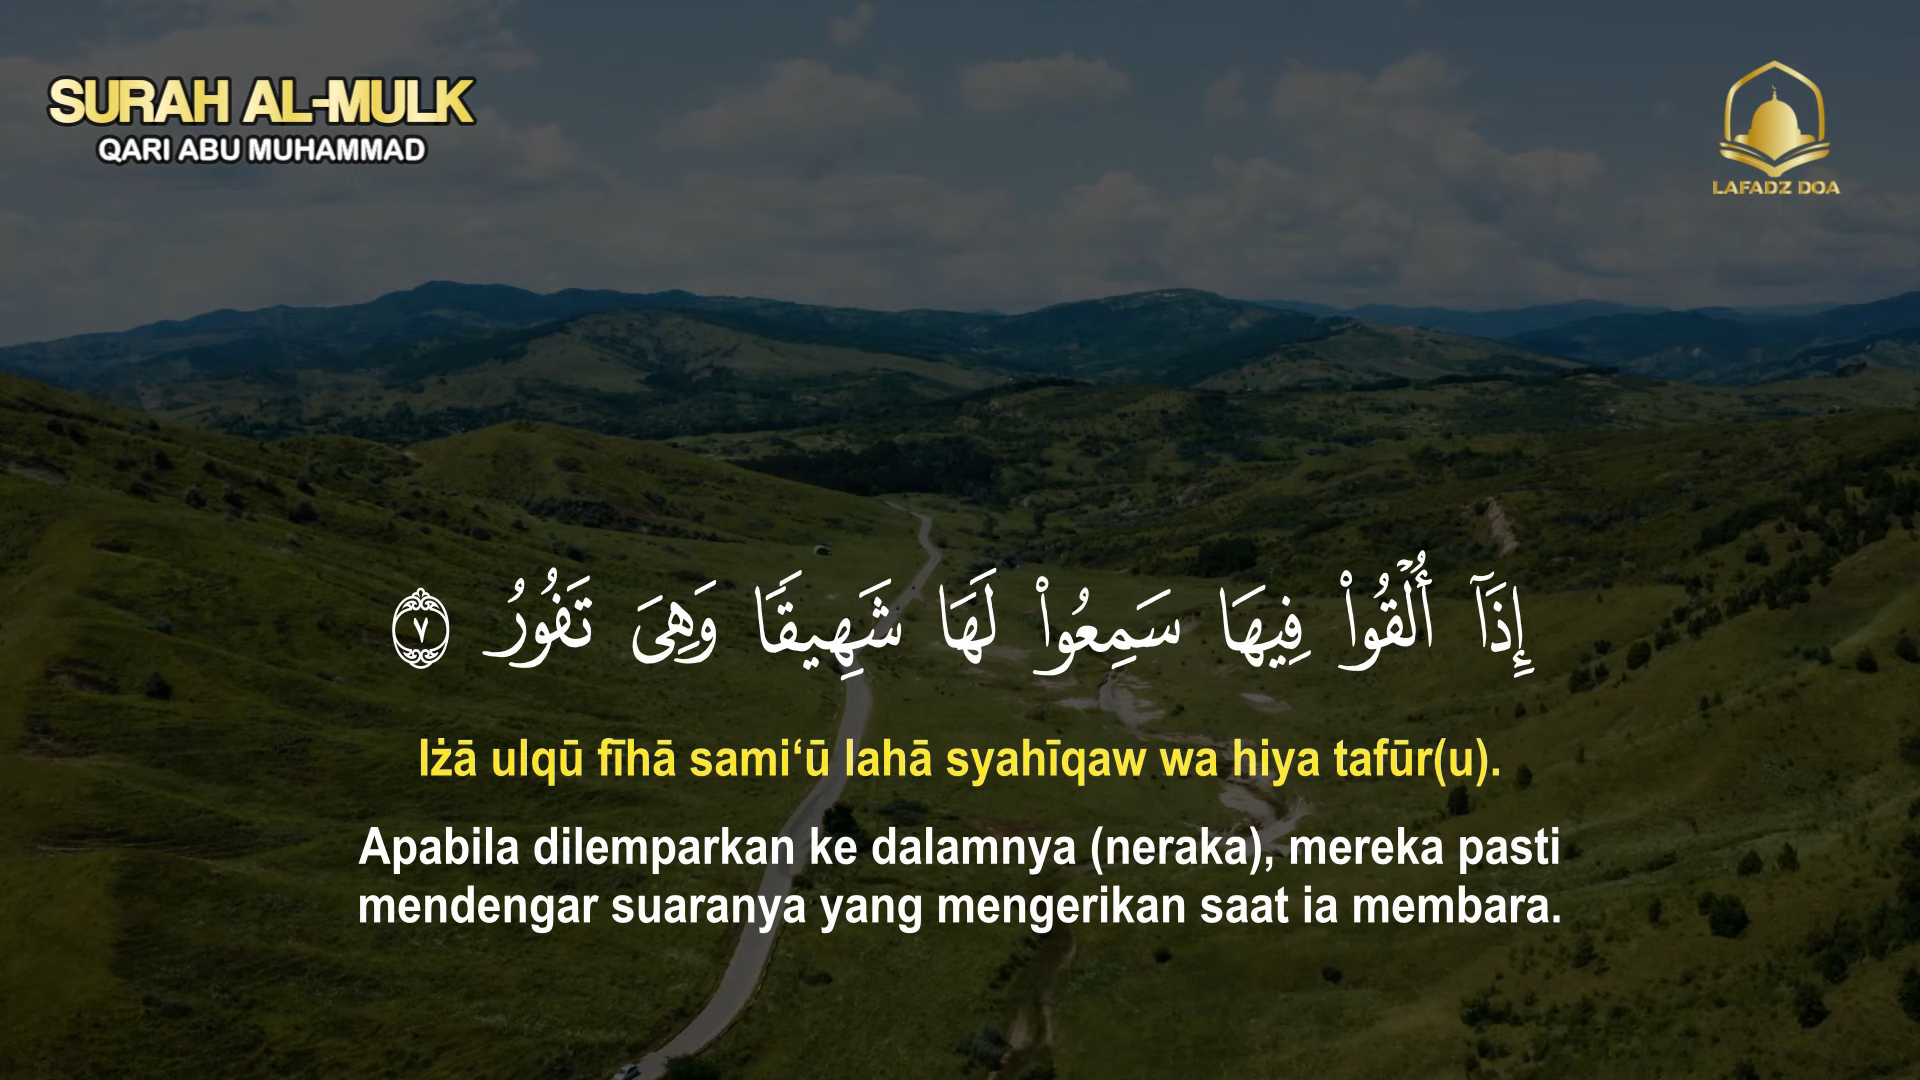 SURAH AL-MULK
QARI ABU MUHAMMAD
LAFADZ DOA
إِذَآ أُلْقُوا۟ فِيهَا سَمِعُوا۟ لَهَا شَهِيقًا وَهِىَ تَفُورُ ٧
Iżā ulqū fīhā sami‘ū lahā syahīqaw wa hiya tafūr(u).
Apabila dilemparkan ke dalamnya (neraka), mereka pasti
mendengar suaranya yang mengerikan saat ia membara.